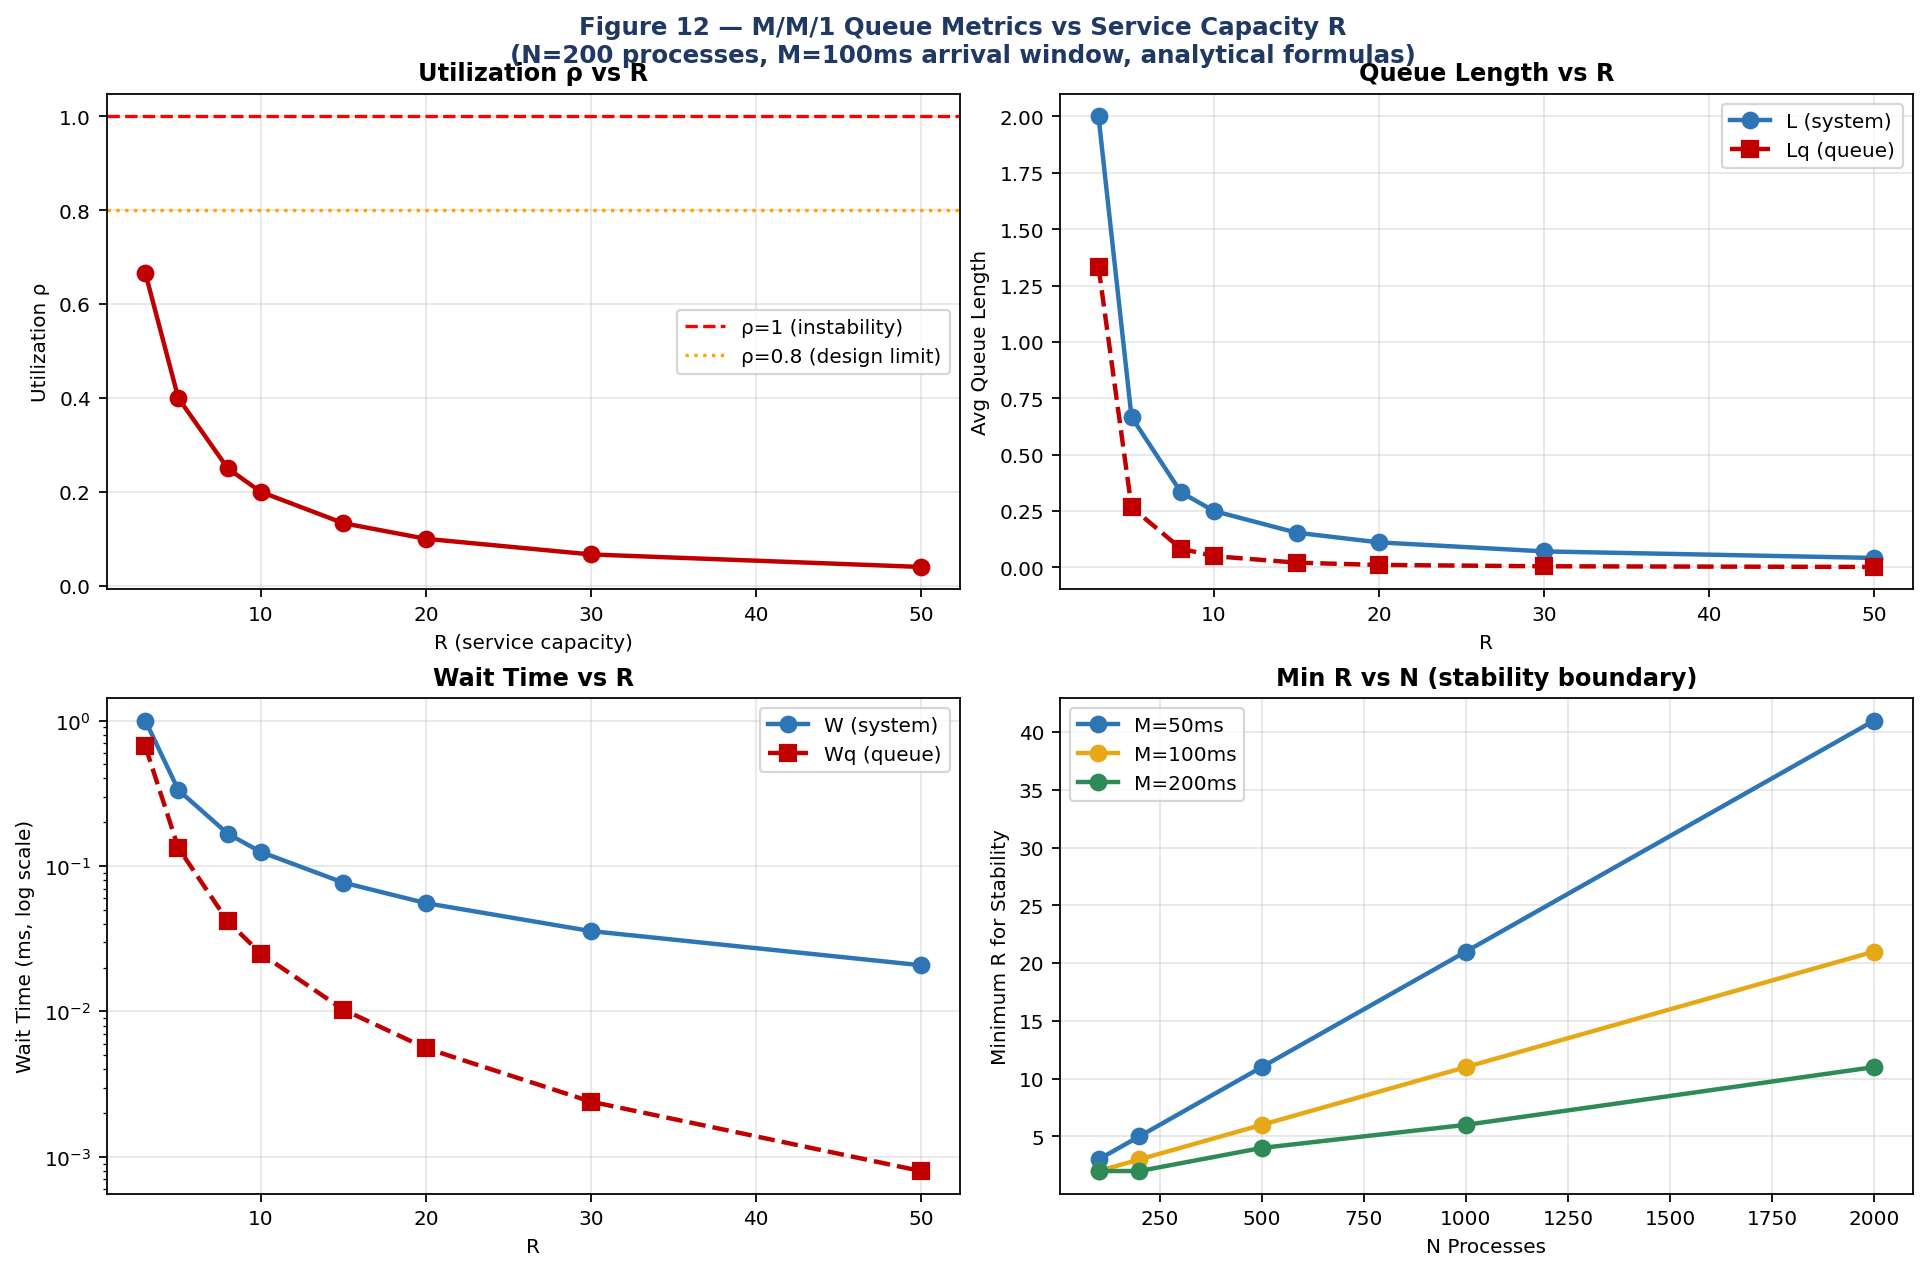 Figure 12 — M/M/1 Queue Metrics vs Service Capacity R
(N=200 processes, M=100ms arrival window, analytical formulas)
Utilization ρ vs R
Utilization ρ
1.0
0.8
0.6
0.4
0.2
0.0
ρ=1 (instability)
ρ=0.8 (design limit)
10 20 30 40 50
R (service capacity)
Queue Length vs R
Avg Queue Length
2.00
1.75
1.50
1.25
1.00
0.75
0.50
0.25
0.00
L (system)
Lq (queue)
10 20 30 40 50
R
Wait Time vs R
Wait Time (ms, log scale)
10⁰
10⁻¹
10⁻²
10⁻³
W (system)
Wq (queue)
10 20 30 40 50
R
Min R vs N (stability boundary)
Minimum R for Stability
40
35
30
25
20
15
10
5
M=50ms
M=100ms
M=200ms
250 500 750 1000 1250 1500 1750 2000
N Processes